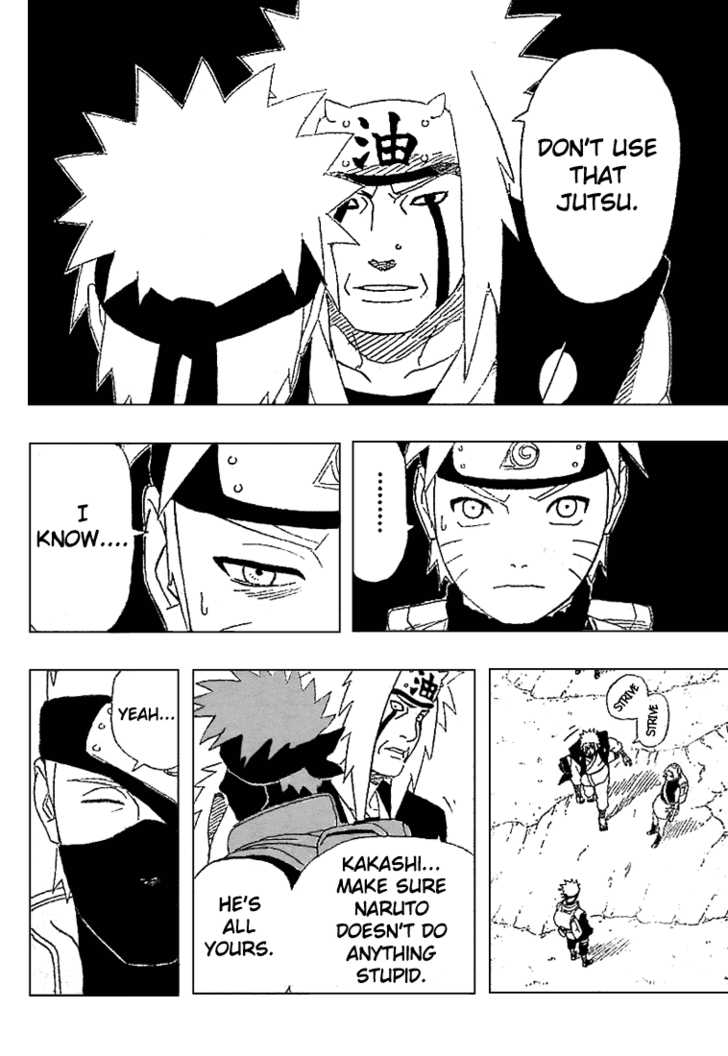 DON'T USE
THAT
JUTSU.
油
.........
I
KNOW....
STRIVE
STRIVE
油
KAKASHI...
MAKE SURE
NARUTO
DOESN'T DO
ANYTHING
STUPID.
HE'S
ALL
YOURS.
YEAH...